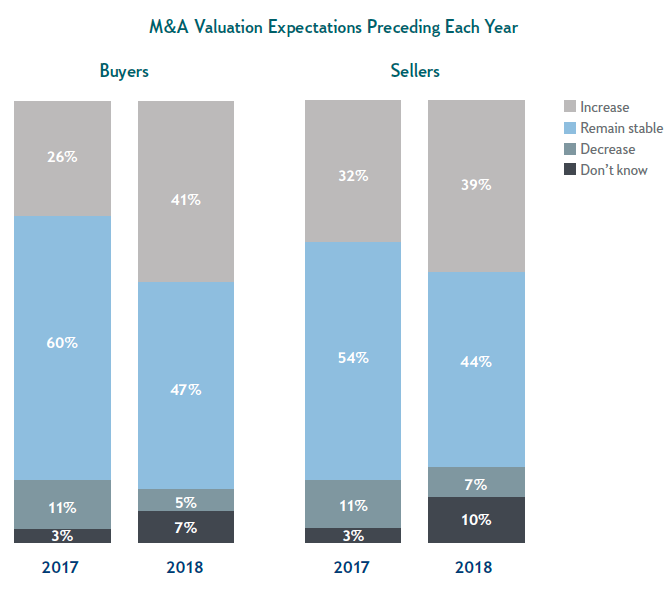 M&A Valuation Expectations Preceding Each Year
Buyers
Sellers
Increase
Remain stable
Decrease
Don't know
26%
60%
11%
3%
41%
47%
5%
7%
32%
54%
11%
3%
39%
44%
7%
10%
2017
2018
2017
2018